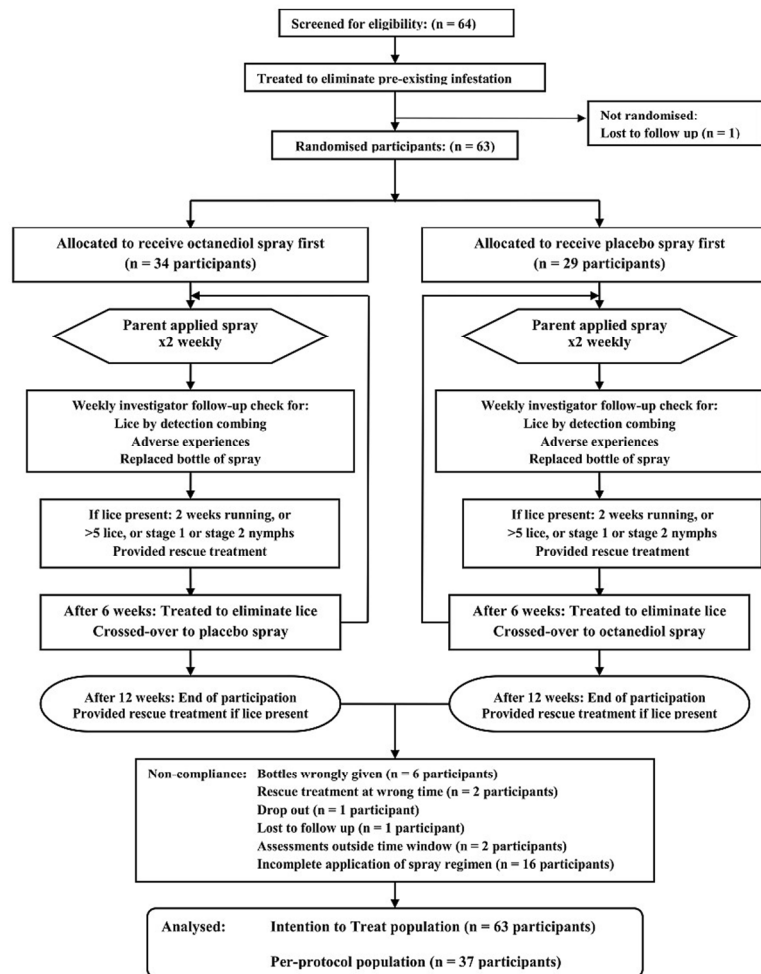 Screened for eligibility: (n = 64)
Treated to eliminate pre-existing infestation
Not randomised:
Lost to follow up (n = 1)
Randomised participants: (n = 63)
Allocated to receive octanediol spray first
(n = 34 participants)
Allocated to receive placebo spray first
(n = 29 participants)
Parent applied spray
x2 weekly
Parent applied spray
x2 weekly
Weekly investigator follow-up check for:
Lice by detection combing
Adverse experiences
Replaced bottle of spray
Weekly investigator follow-up check for:
Lice by detection combing
Adverse experiences
Replaced bottle of spray
If lice present: 2 weeks running, or
>5 lice, or stage 1 or stage 2 nymphs
Provided rescue treatment
If lice present: 2 weeks running, or
>5 lice, or stage 1 or stage 2 nymphs
Provided rescue treatment
After 6 weeks: Treated to eliminate lice
Crossed-over to placebo spray
After 6 weeks: Treated to eliminate lice
Crossed-over to octanediol spray
After 12 weeks: End of participation
Provided rescue treatment if lice present
After 12 weeks: End of participation
Provided rescue treatment if lice present
Non-compliance: Bottles wrongly given (n = 6 participants)
Rescue treatment at wrong time (n = 2 participants)
Drop out (n = 1 participant)
Lost to follow up (n = 1 participant)
Assessments outside time window (n = 2 participants)
Incomplete application of spray regimen (n = 16 participants)
Analysed: Intention to Treat population (n = 63 participants)
Per-protocol population (n = 37 participants)